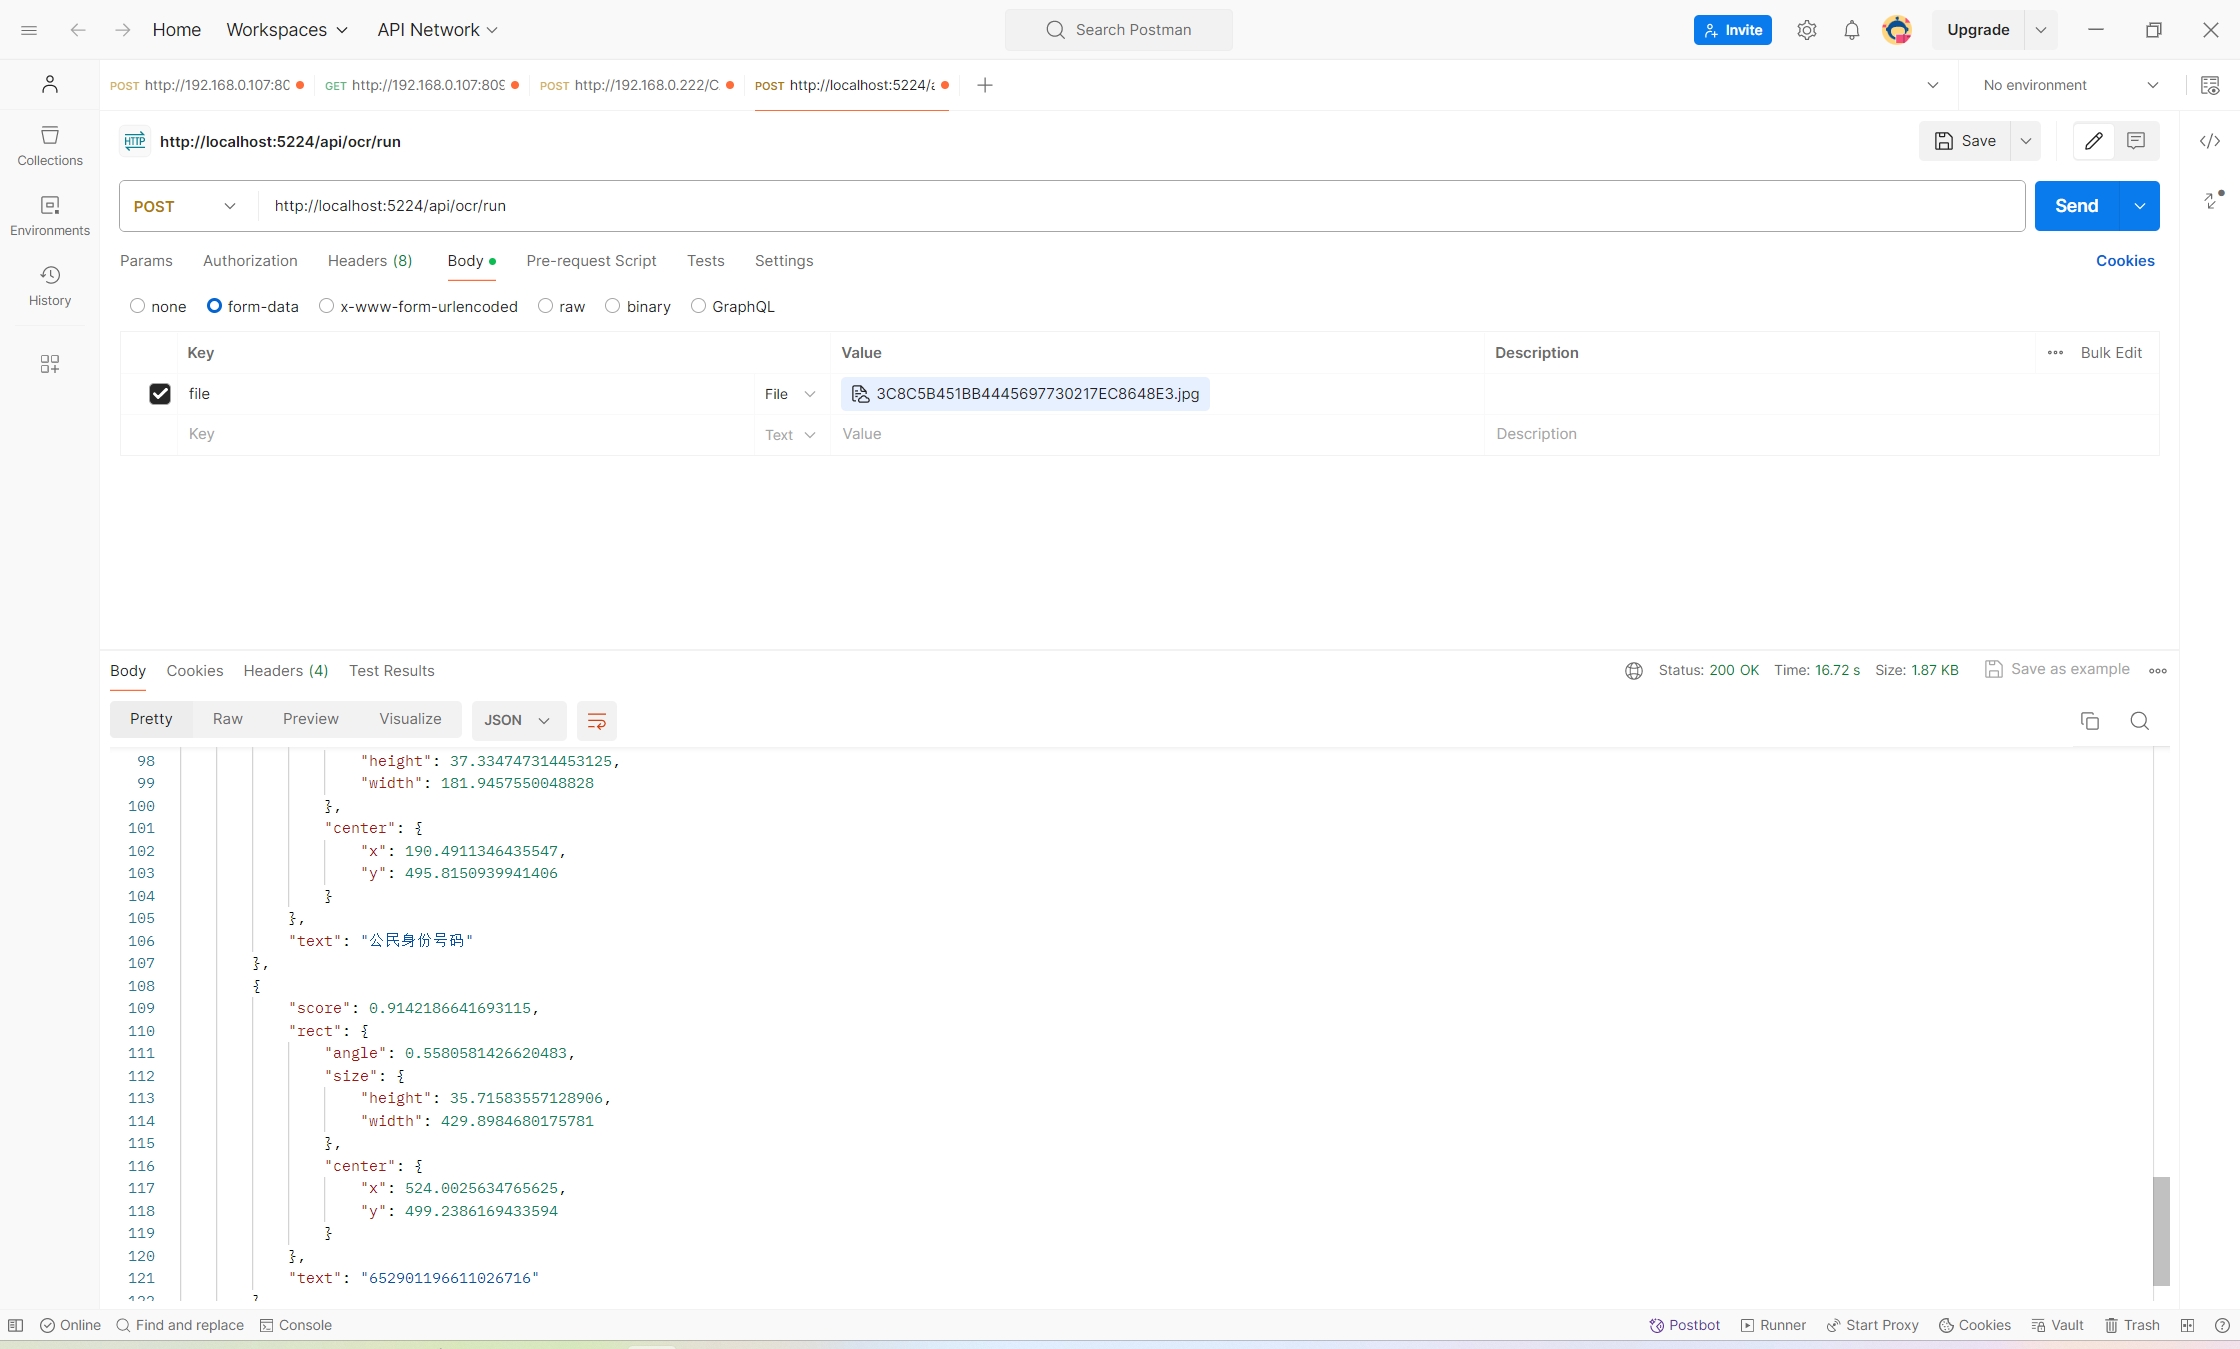 Home Workspaces API Network Search Postman Invite Upgrade
POST http://192.168.0.107:80 GET http://192.168.0.107:809 POST http://192.168.0.222/C POST http://localhost:5224/a No environment
HTTP http://localhost:5224/api/ocr/run Save
Collections
Environments
History
POST http://localhost:5224/api/ocr/run Send
Params Authorization Headers (8) Body Pre-request Script Tests Settings Cookies
none form-data x-www-form-urlencoded raw binary GraphQL
Key Value Description Bulk Edit
file File 3C8C5B451BB4445697730217EC8648E3.jpg
Key Text Value Description
Body Cookies Headers (4) Test Results Status: 200 OK Time: 16.72 s Size: 1.87 KB Save as example
Pretty Raw Preview Visualize JSON
98 "height": 37.334747314453125,
99 "width": 181.9457550048828
100 },
101 "center": {
102 "x": 190.4911346435547,
103 "y": 495.8150939941406
104 }
105 },
106 "text": "公民身份号码"
107 },
108 {
109 "score": 0.9142186641693115,
110 "rect": {
111 "angle": 0.5580581426620483,
112 "size": {
113 "height": 35.71583557128906,
114 "width": 429.8984680175781
115 },
116 "center": {
117 "x": 524.0025634765625,
118 "y": 499.2386169433594
119 }
120 },
121 "text": "652901196611026716"
Online Find and replace Console Postbot Runner Start Proxy Cookies Vault Trash